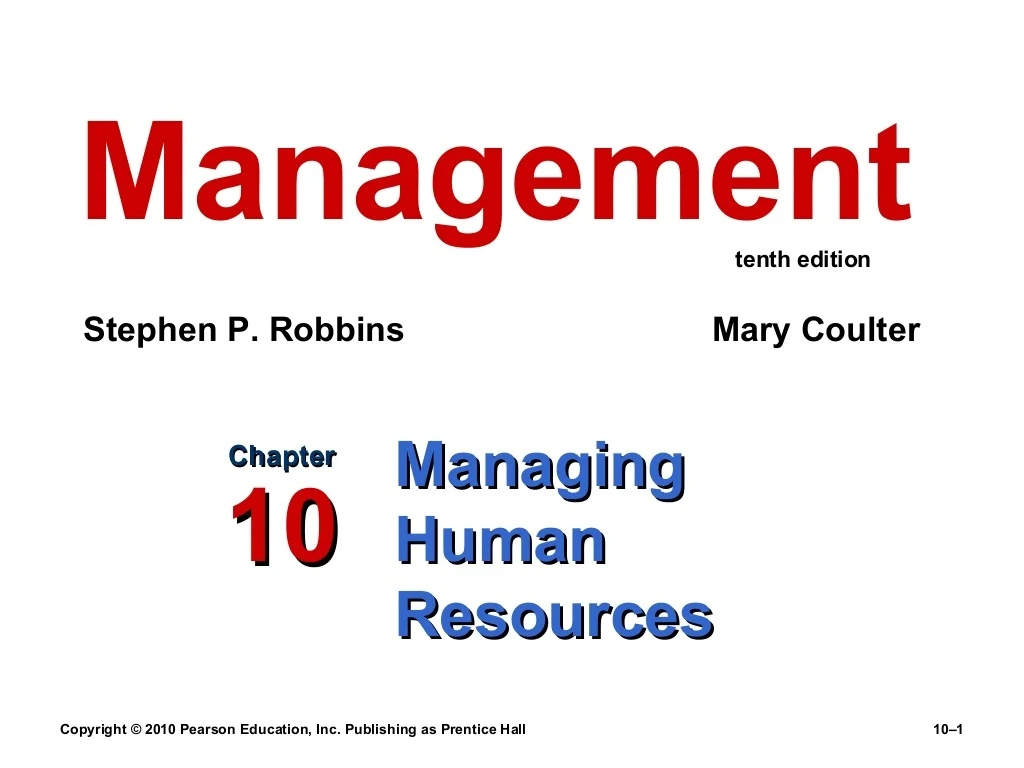 Management
tenth edition
Stephen P. Robbins
Mary Coulter
Chapter
10
Managing
Human
Resources
Copyright © 2010 Pearson Education, Inc. Publishing as Prentice Hall
10–1